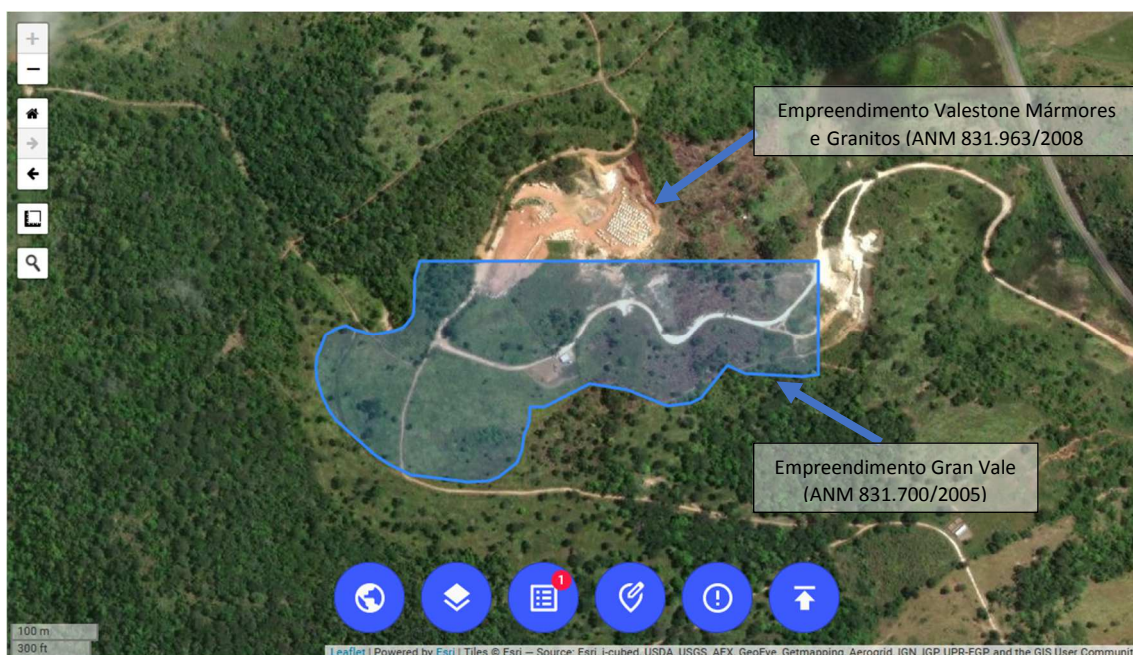 +
−
Empreendimento Valestone Mármores
e Granitos (ANM 831.963/2008
Empreendimento Gran Vale
(ANM 831.700/2005)
1
100 m
300 ft
Leaflet | Powered by Esri | Tiles © Esri — Source: Esri, i-cubed, USDA, USGS, AEX, GeoEye, Getmapping, Aerogrid, IGN, IGP, UPR-EGP, and the GIS User Communit